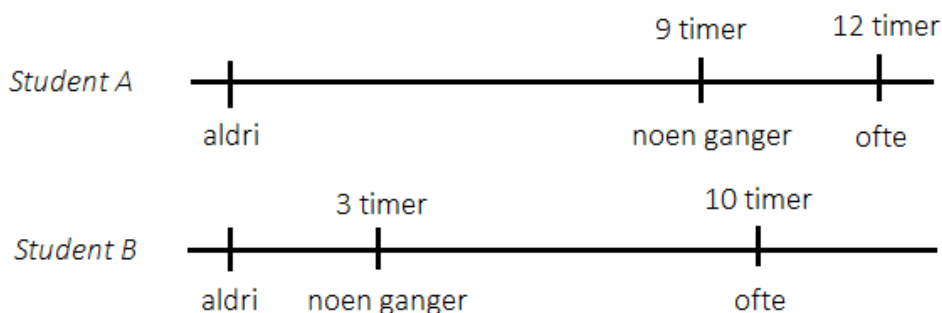 9 timer 12 timer
Student A
aldri noen ganger ofte
3 timer 10 timer
Student B
aldri noen ganger ofte